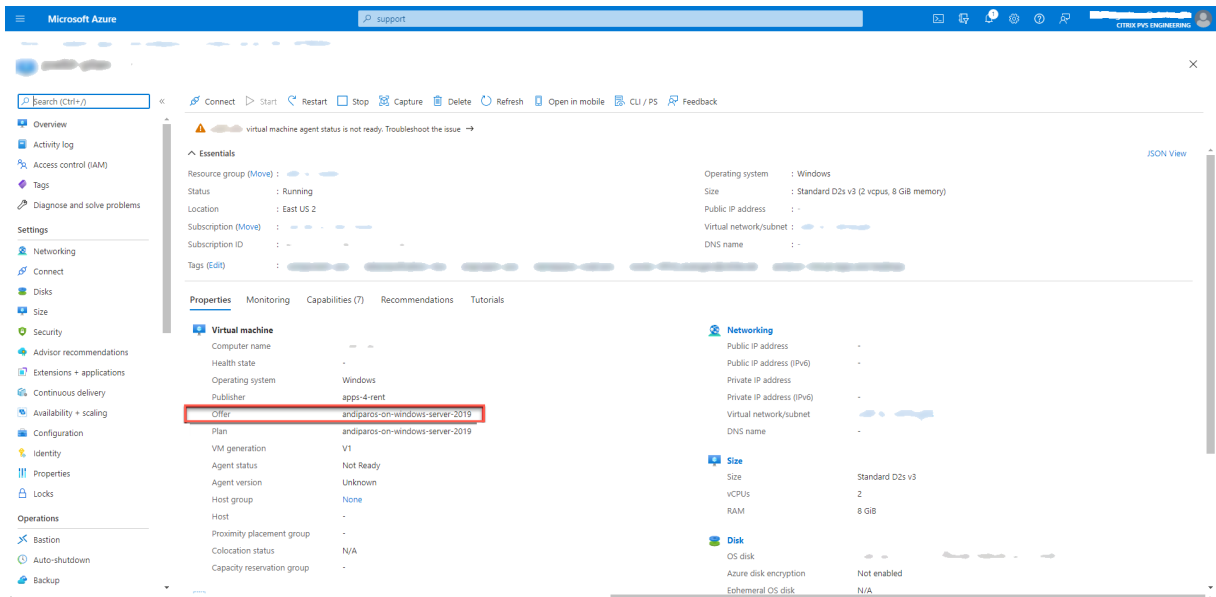 Microsoft Azure
support
1
CITRIX PVS ENGINEERING
Search (Ctrl+/)
«
Connect
Start
Restart
Stop
Capture
Delete
Refresh
Open in mobile
CLI / PS
Feedback
virtual machine agent status is not ready. Troubleshoot the issue →
Overview
Activity log
Access control (IAM)
Tags
Diagnose and solve problems
Settings
Networking
Connect
Disks
Size
Security
Advisor recommendations
Extensions + applications
Continuous delivery
Availability + scaling
Configuration
Identity
Properties
Locks
Operations
Bastion
Auto-shutdown
Backup
Essentials
JSON View
Resource group (Move) :
Status : Running
Location : East US 2
Subscription (Move) :
Subscription ID :
Tags (Edit) :
Operating system : Windows
Size : Standard D2s v3 (2 vcpus, 8 GiB memory)
Public IP address : -
Virtual network/subnet :
DNS name : -
Properties
Monitoring
Capabilities (7)
Recommendations
Tutorials
Virtual machine
Computer name
Health state -
Operating system Windows
Publisher apps-4-rent
Offer andiparos-on-windows-server-2019
Plan andiparos-on-windows-server-2019
VM generation V1
Agent status Not Ready
Agent version Unknown
Host group None
Host -
Proximity placement group -
Colocation status N/A
Capacity reservation group -
Networking
Public IP address -
Public IP address (IPv6) -
Private IP address
Private IP address (IPv6) -
Virtual network/subnet
DNS name -
Size
Size Standard D2s v3
vCPUs 2
RAM 8 GiB
Disk
OS disk
Azure disk encryption Not enabled
Ephemeral OS disk N/A